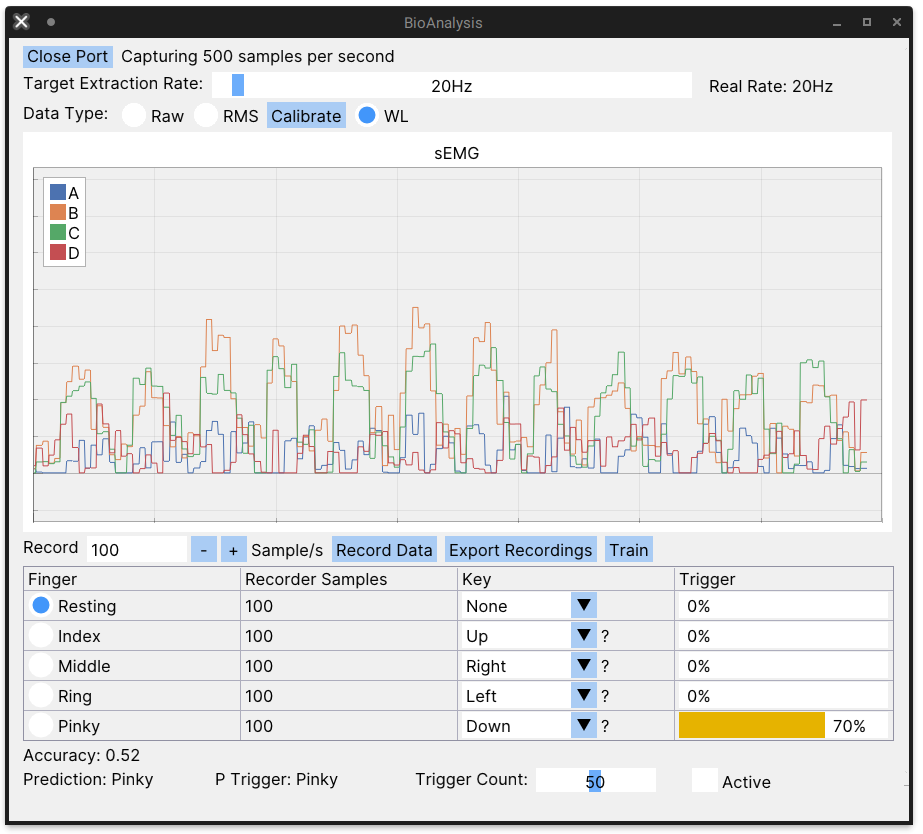 BioAnalysis
Close Port Capturing 500 samples per second
Target Extraction Rate: 20Hz Real Rate: 20Hz
Data Type: Raw RMS Calibrate WL
sEMG
A
B
C
D
Record 100 - + Sample/s Record Data Export Recordings Train
Finger Recorder Samples Key Trigger
Resting 100 None 0%
Index 100 Up ? 0%
Middle 100 Right ? 0%
Ring 100 Left ? 0%
Pinky 100 Down ? 70%
Accuracy: 0.52
Prediction: Pinky P Trigger: Pinky Trigger Count: 50 Active